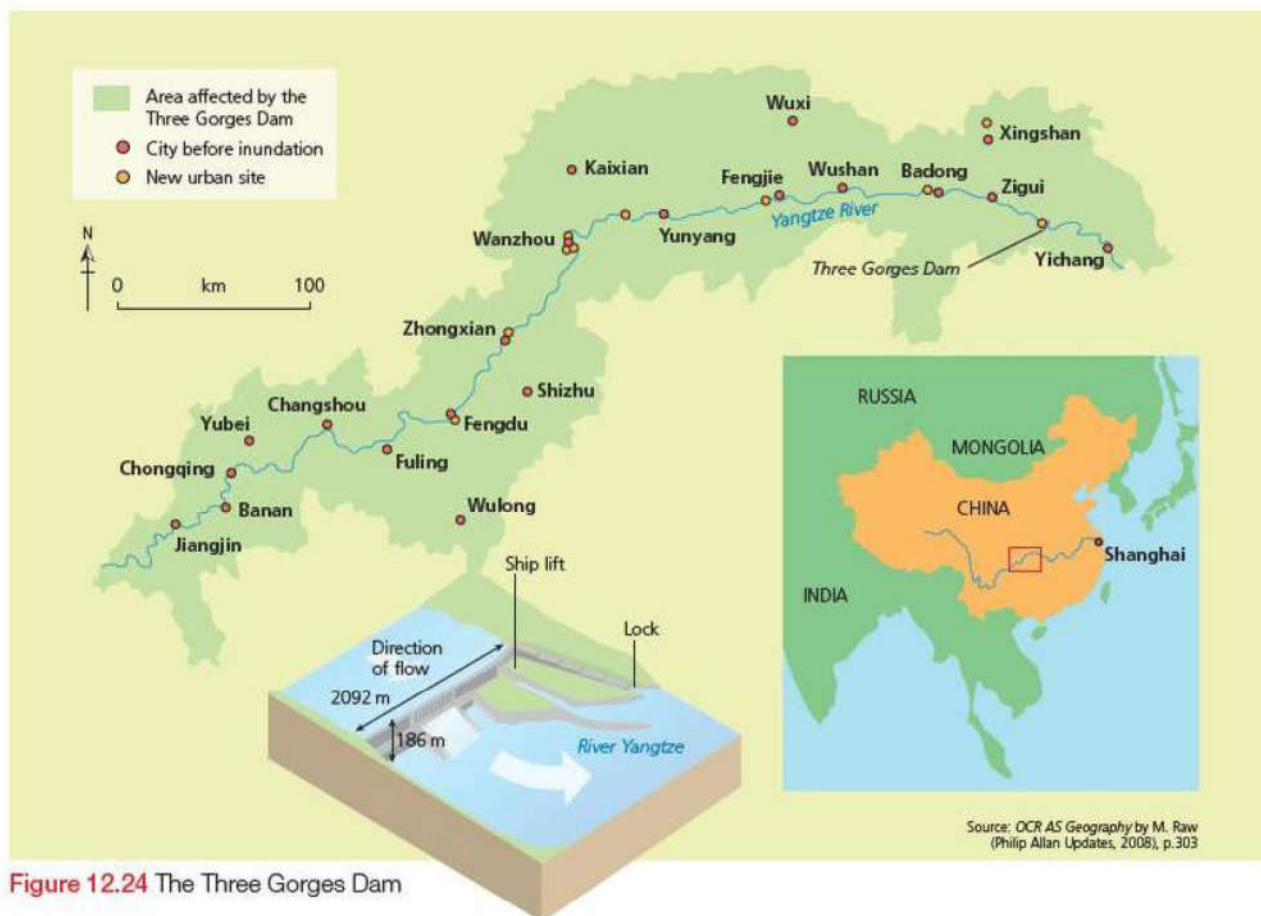 Area affected by the
Three Gorges Dam
City before inundation
New urban site
N
0 km 100
Wuxi
Xingshan
Kaixian
Fengjie
Wushan
Badong
Zigui
Yangtze River
Wanzhou
Yunyang
Three Gorges Dam
Yichang
Zhongxian
Shizhu
Changshou
Yubei
Fengdu
Chongqing
Fuling
Banan
Wulong
Jiangjin
Ship lift
Lock
Direction
of flow
2092 m
186 m
River Yangtze
RUSSIA
MONGOLIA
CHINA
Shanghai
INDIA
Source: OCR AS Geography by M. Raw
(Philip Allan Updates, 2008), p.303
Figure 12.24 The Three Gorges Dam